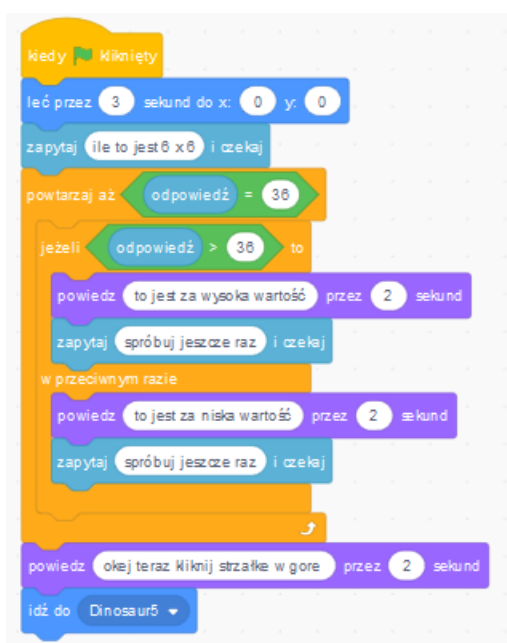 kiedy kliknięty
leć przez 3 sekund do x: 0 y: 0
zapytaj ile to jest 6 x 6 i czekaj
powtarzaj aż odpowiedź = 36
jeżeli odpowiedź > 36 to
powiedz to jest za wysoka wartość przez 2 sekund
zapytaj spróbuj jeszcze raz i czekaj
w przeciwnym razie
powiedz to jest za niska wartość przez 2 sekund
zapytaj spróbuj jeszcze raz i czekaj
powiedz okej teraz kliknij strzałke w gore przez 2 sekund
idź do Dinosaur5